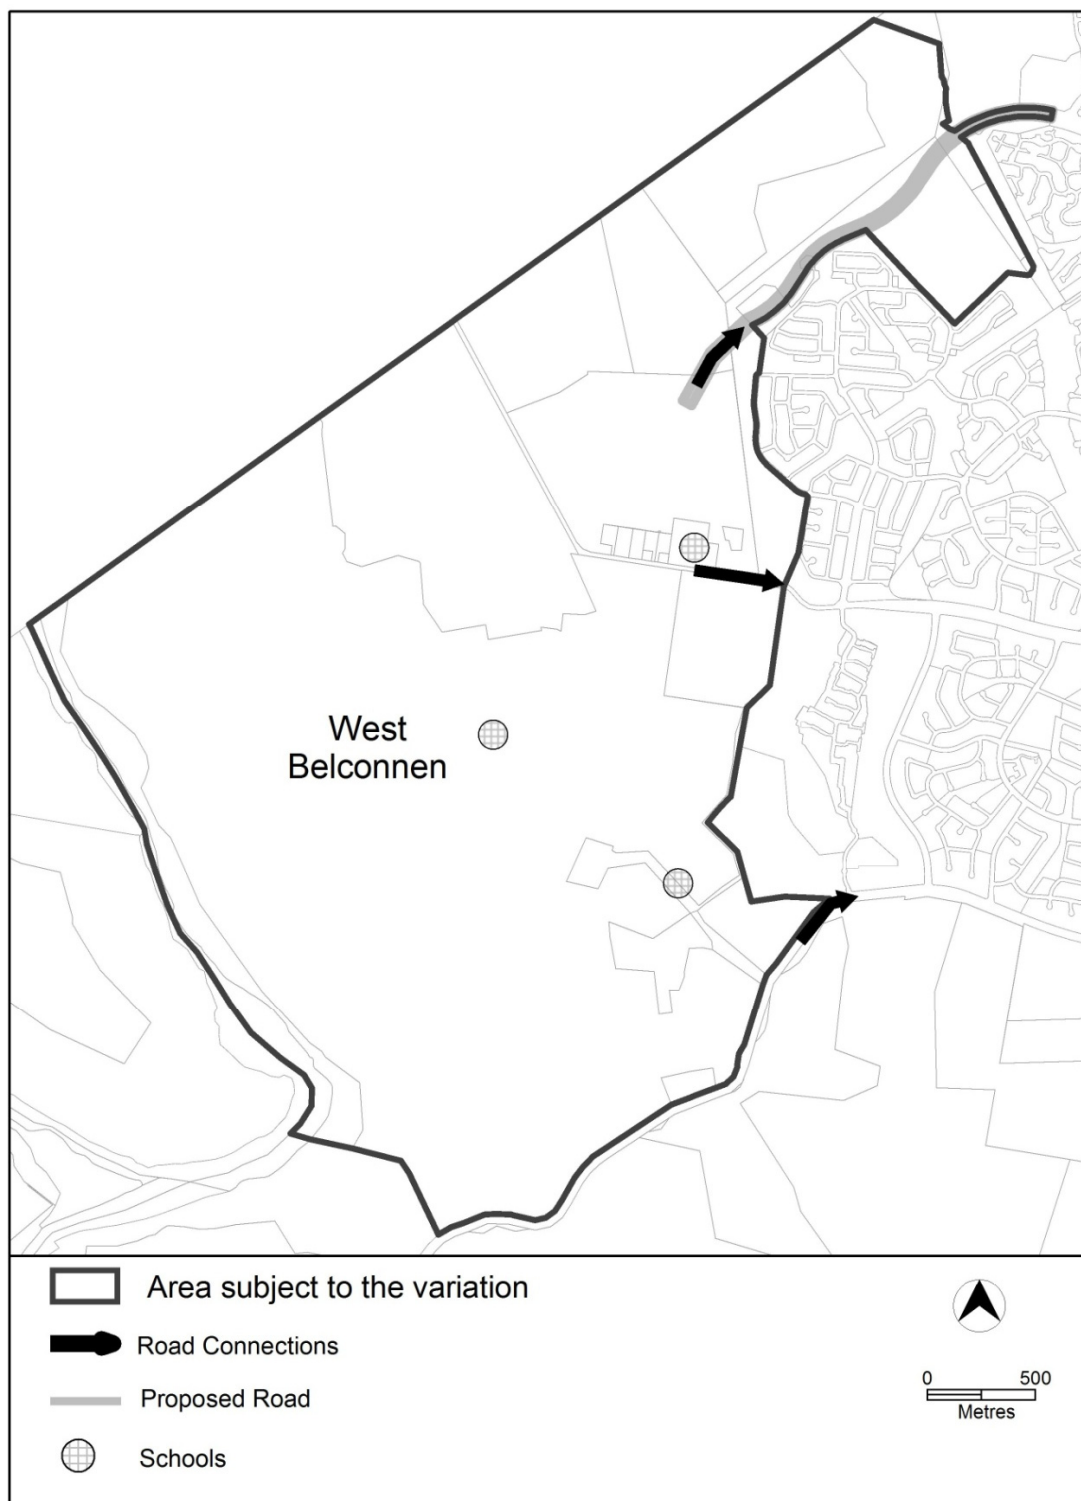 West
Belconnen
Area subject to the variation
Road Connections
Proposed Road
Schools
0 500
Metres